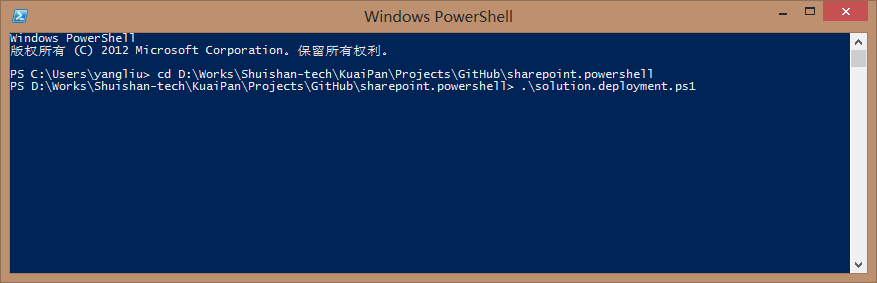 Windows PowerShell
Windows PowerShell
版权所有 (C) 2012 Microsoft Corporation。保留所有权利。
PS C:\Users\yangliu> cd D:\Works\Shuishan-tech\KuaiPan\Projects\GitHub\sharepoint.powershell
PS D:\Works\Shuishan-tech\KuaiPan\Projects\GitHub\sharepoint.powershell> .\solution.deployment.ps1